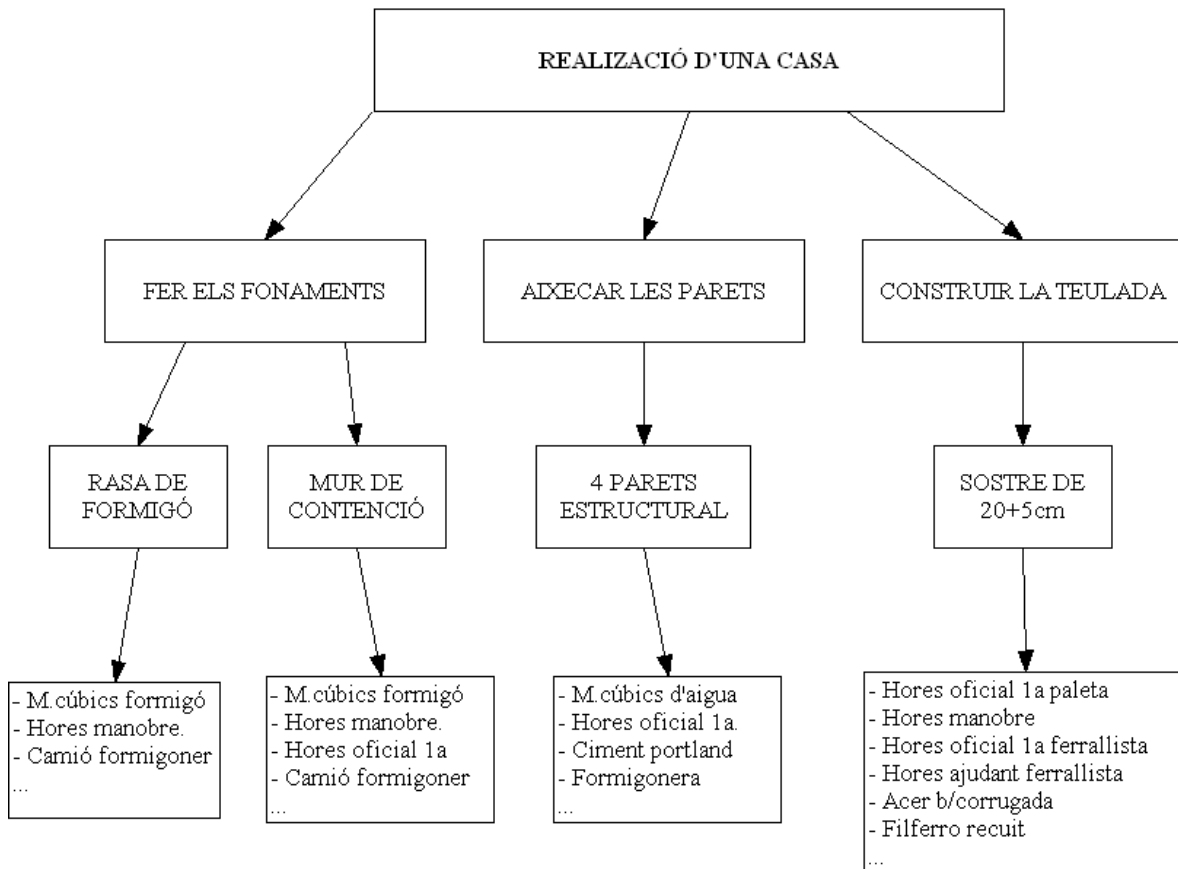 REALIZACIÓ D'UNA CASA
FER ELS FONAMENTS
AIXECAR LES PARETS
CONSTRUIR LA TEULADA
RASA DE
FORMIGÓ
MUR DE
CONTENCIÓ
4 PARETS
ESTRUCTURAL
SOSTRE DE
20+5cm
- M.cúbics formigó
- Hores manobre.
- Camió formigoner
...
- M.cúbics formigó
- Hores manobre.
- Hores oficial 1a
- Camió formigoner
...
- M.cúbics d'aigua
- Hores oficial 1a.
- Ciment portland
- Formigonera
...
- Hores oficial 1a paleta
- Hores manobre
- Hores oficial 1a ferrallista
- Hores ajudant ferrallista
- Acer b/corrugada
- Filferro recuit
...